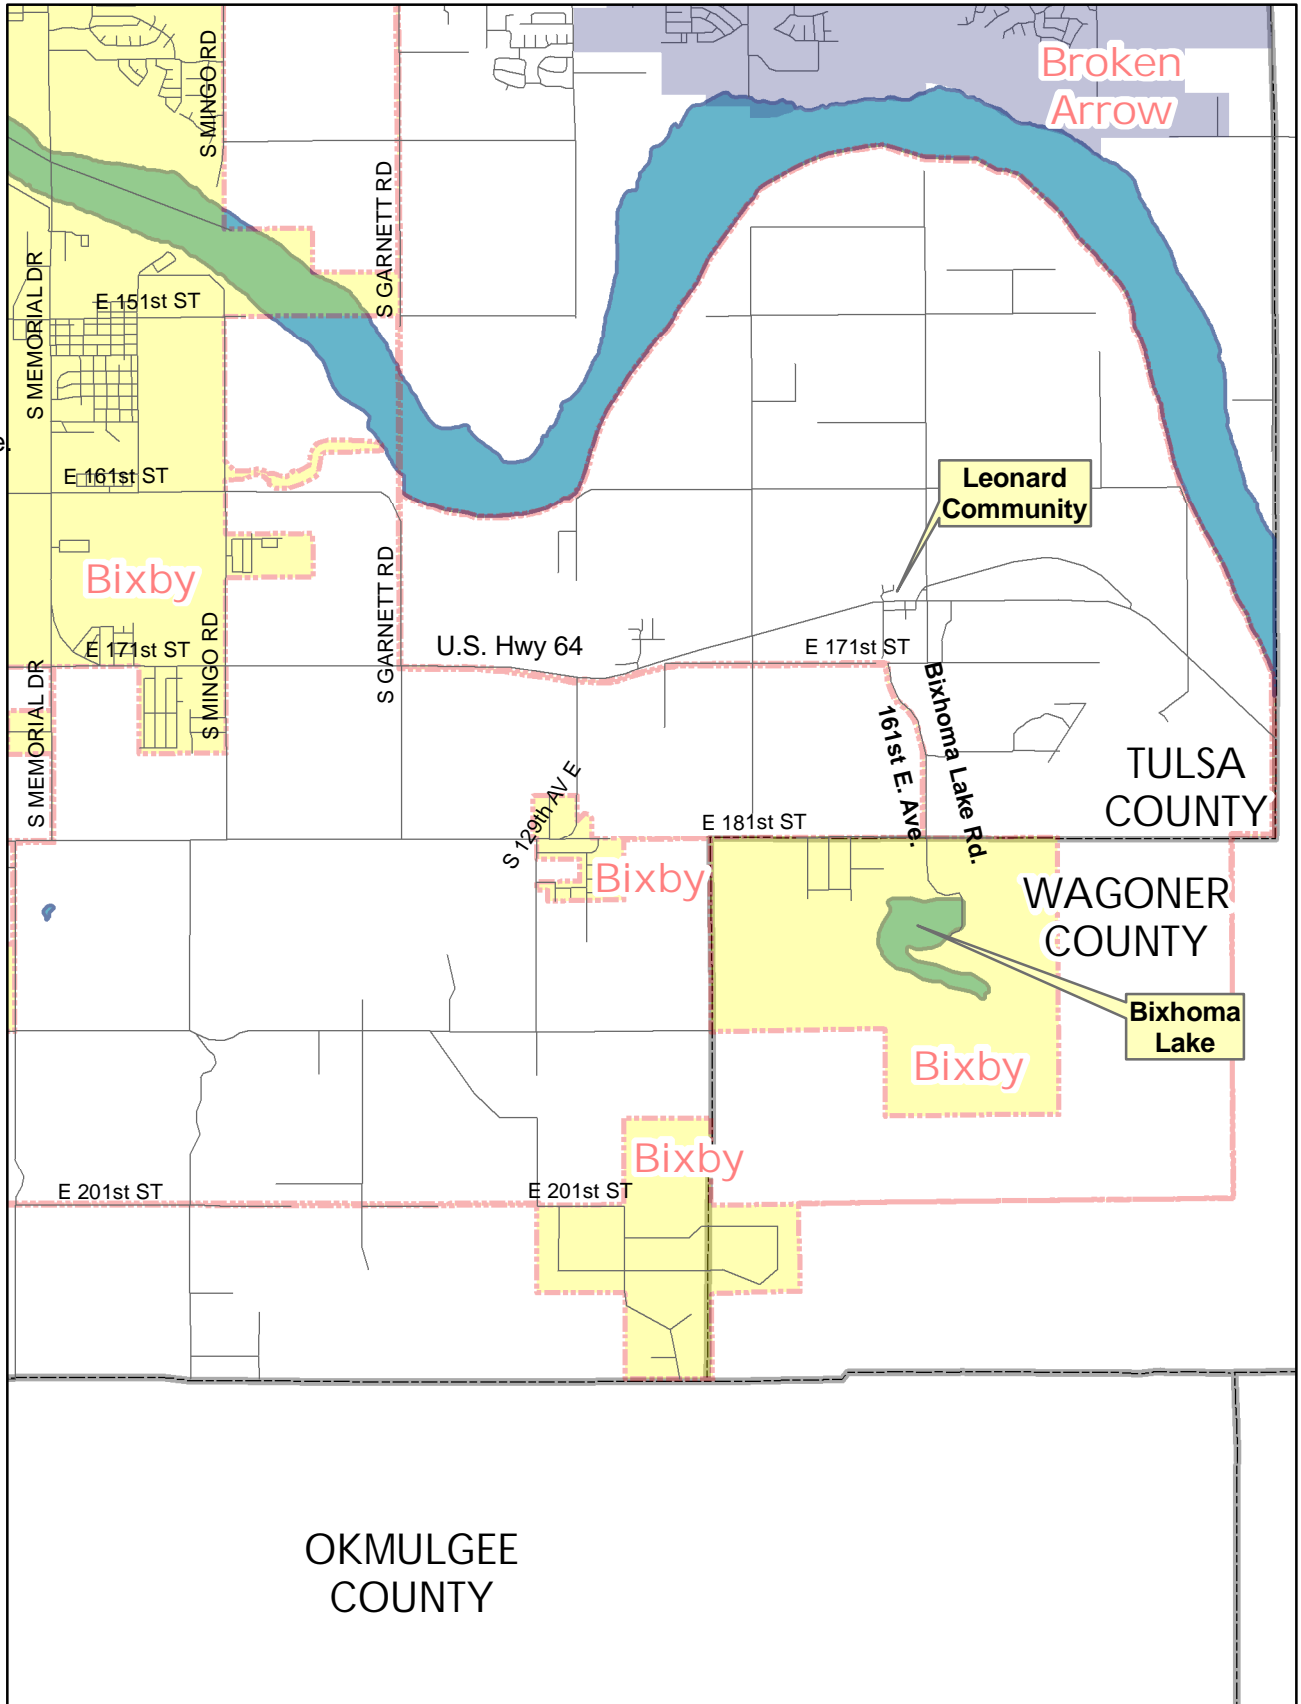 Broken
Arrow
S MINGO RD
S GARNETT RD
S MEMORIAL DR
E 151st ST
e.
E 161st ST
Leonard
Community
Bixby
S GARNETT RD
S MINGO RD
E 171st ST
U.S. Hwy 64
E 171st ST
S MEMORIAL DR
Bixhoma Lake Rd.
161st E. Ave.
TULSA
COUNTY
S 129th AV E
E 181st ST
Bixby
WAGONER
COUNTY
Bixhoma
Lake
Bixby
Bixby
E 201st ST
E 201st ST
OKMULGEE
COUNTY